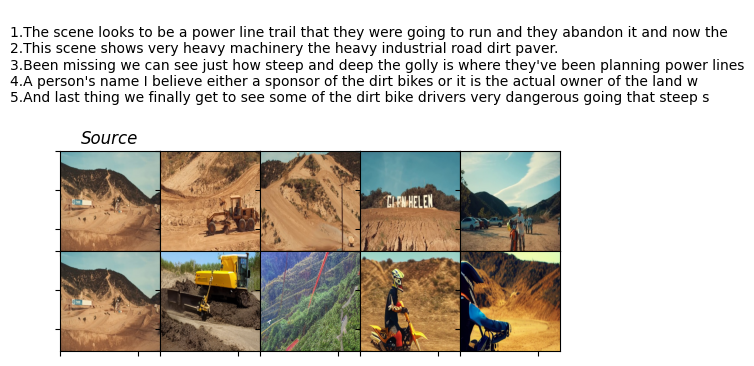 1.The scene looks to be a power line trail that they were going to run and they abandon it and now the
2.This scene shows very heavy machinery the heavy industrial road dirt paver.
3.Been missing we can see just how steep and deep the golly is where they've been planning power lines
4.A person's name I believe either a sponsor of the dirt bikes or it is the actual owner of the land w
5.And last thing we finally get to see some of the dirt bike drivers very dangerous going that steep s
Source
HELEN